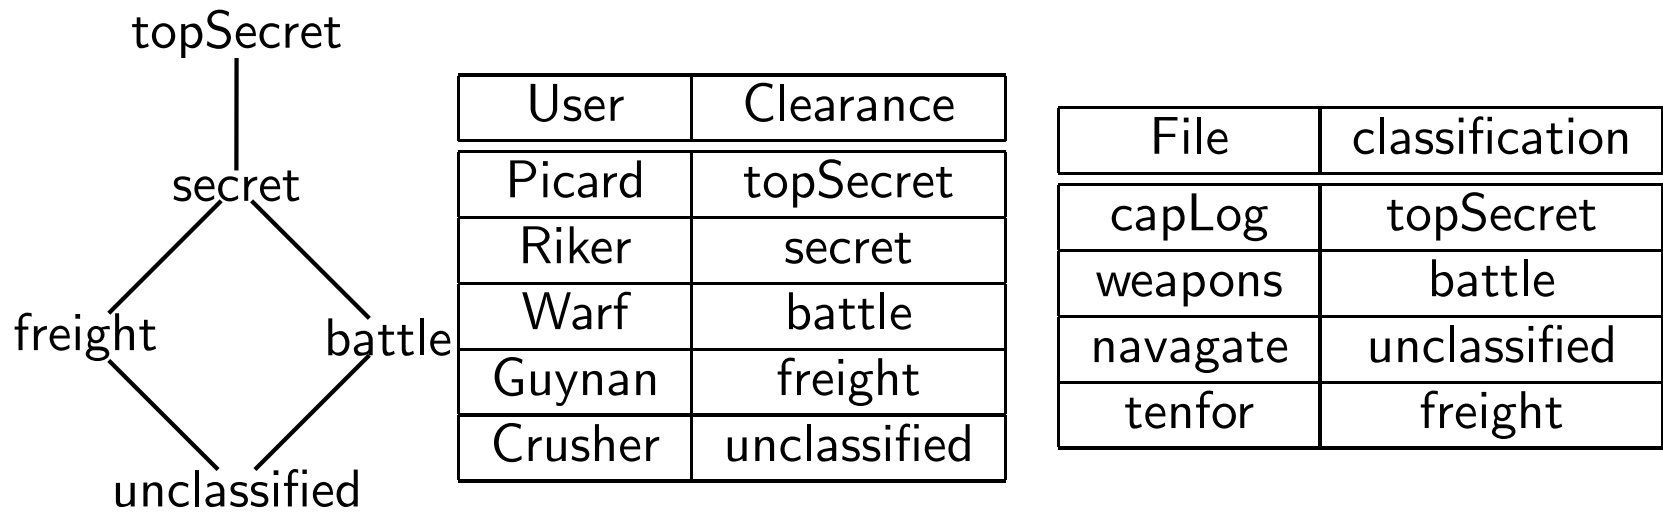 topSecret
secret
freight battle
unclassified
User Clearance
Picard topSecret
Riker secret
Warf battle
Guynan freight
Crusher unclassified
File classification
capLog topSecret
weapons battle
navagate unclassified
tenfor freight